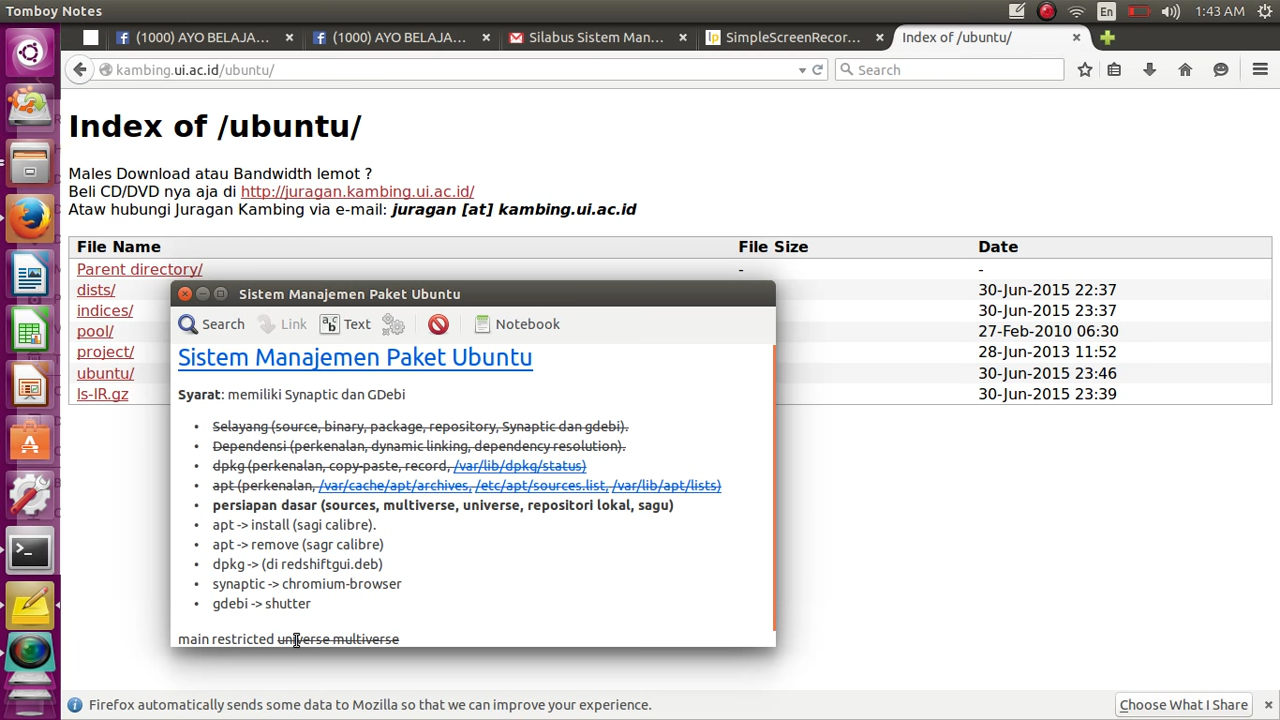 Tomboy Notes
En
1:43 AM
(1000) AYO BELAJA...
(1000) AYO BELAJA...
Silabus Sistem Man...
SimpleScreenRecor...
Index of /ubuntu/
kambing.ui.ac.id/ubuntu/
Search
Index of /ubuntu/
Males Download atau Bandwidth lemot ?
Beli CD/DVD nya aja di http://juragan.kambing.ui.ac.id/
Ataw hubungi Juragan Kambing via e-mail: juragan [at] kambing.ui.ac.id
File Name File Size Date
Parent directory/ - -
dists/ 30-Jun-2015 22:37
indices/ 30-Jun-2015 23:37
pool/ 27-Feb-2010 06:30
project/ 28-Jun-2013 11:52
ubuntu/ 30-Jun-2015 23:46
ls-lR.gz 30-Jun-2015 23:39
Sistem Manajemen Paket Ubuntu
Search Link Text Notebook
Sistem Manajemen Paket Ubuntu
Syarat: memiliki Synaptic dan GDebi
• Selayang (source, binary, package, repository, Synaptic dan gdebi).
• Dependensi (perkenalan, dynamic linking, dependency resolution).
• dpkg (perkenalan, copy-paste, record, /var/lib/dpkg/status)
• apt (perkenalan, /var/cache/apt/archives, /etc/apt/sources.list, /var/lib/apt/lists)
• persiapan dasar (sources, multiverse, universe, repositori lokal, sagu)
• apt -> install (sagi calibre).
• apt -> remove (sagr calibre)
• dpkg -> (di redshiftgui.deb)
• synaptic -> chromium-browser
• gdebi -> shutter
main restricted universe multiverse
Firefox automatically sends some data to Mozilla so that we can improve your experience.
Choose What I Share